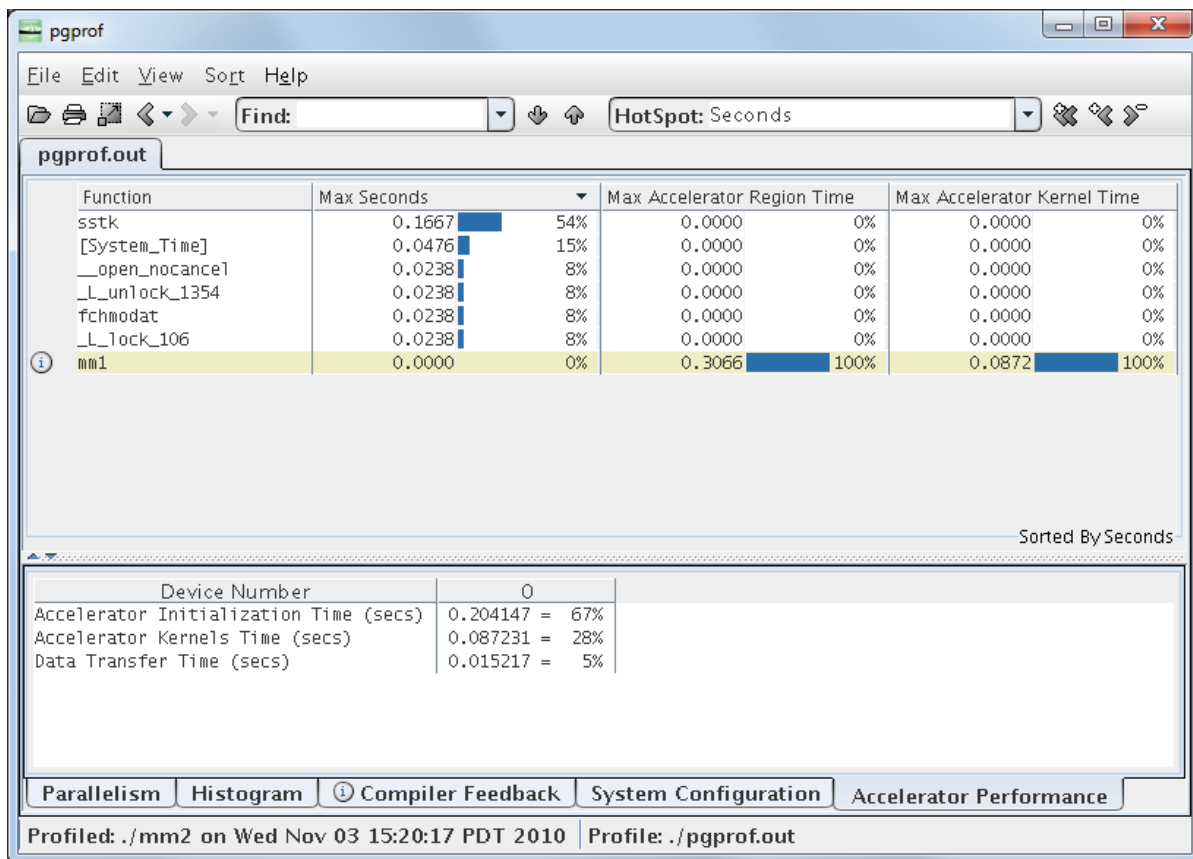 pgprof
File Edit View Sort Help
Find: HotSpot: Seconds
pgprof.out
Function Max Seconds Max Accelerator Region Time Max Accelerator Kernel Time
sstk 0.1667 54% 0.0000 0% 0.0000 0%
[System_Time] 0.0476 15% 0.0000 0% 0.0000 0%
__open_nocancel 0.0238 8% 0.0000 0% 0.0000 0%
_L_unlock_1354 0.0238 8% 0.0000 0% 0.0000 0%
fchmodat 0.0238 8% 0.0000 0% 0.0000 0%
_L_lock_106 0.0238 8% 0.0000 0% 0.0000 0%
mm1 0.0000 0% 0.3066 100% 0.0872 100%
Sorted By Seconds
Device Number 0
Accelerator Initialization Time (secs) 0.204147 = 67%
Accelerator Kernels Time (secs) 0.087231 = 28%
Data Transfer Time (secs) 0.015217 = 5%
Parallelism Histogram Compiler Feedback System Configuration Accelerator Performance
Profiled: ./mm2 on Wed Nov 03 15:20:17 PDT 2010 Profile: ./pgprof.out